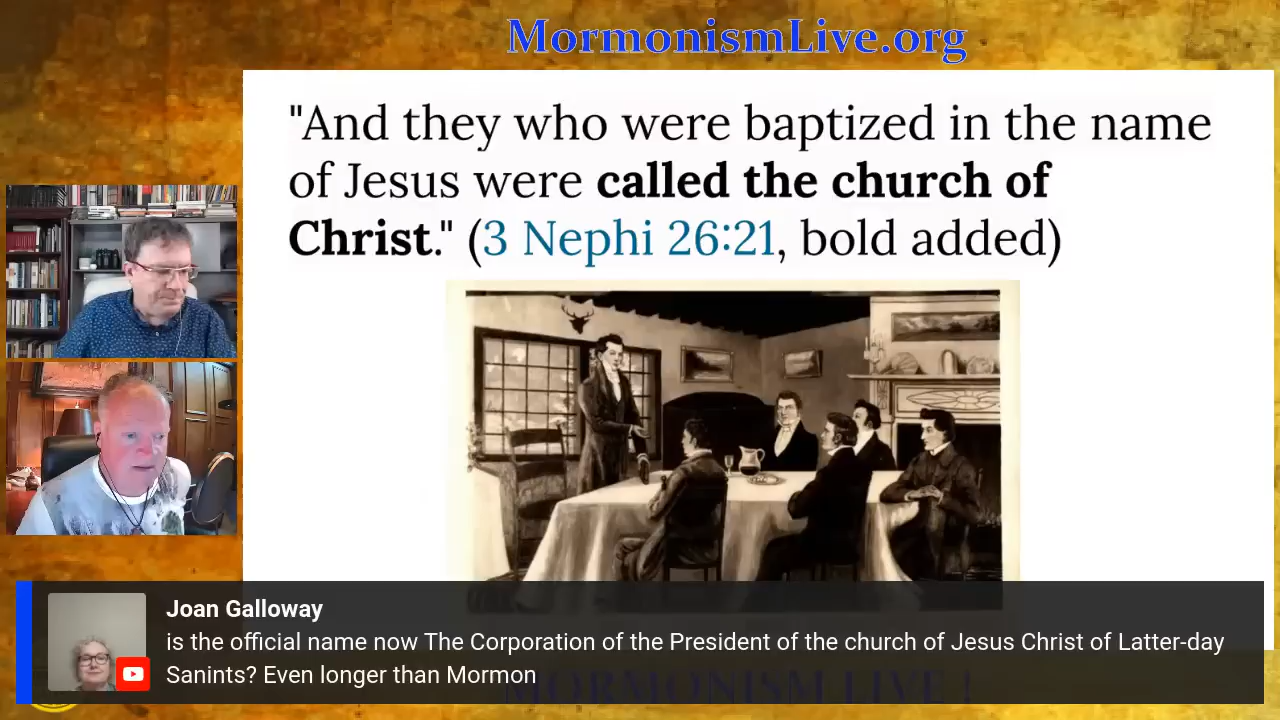 MormonismLive.org
"And they who were baptized in the name
of Jesus were called the church of
Christ." (3 Nephi 26:21, bold added)
Joan Galloway
is the official name now The Corporation of the President of the church of Jesus Christ of Latter-day
Sanints? Even longer than Mormon
MORMONISM LIVE !